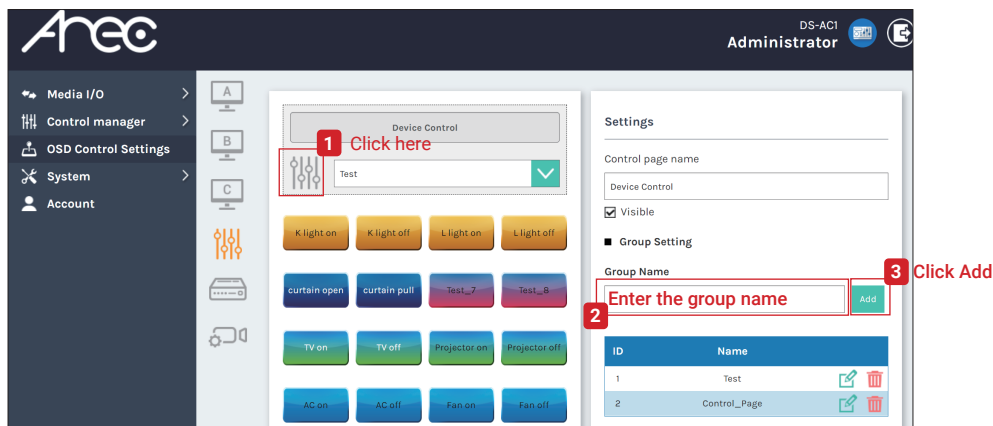 Arec
DS-AC1
Administrator
Media I/O
Control manager
OSD Control Settings
System
Account
A
B
C
Device Control
1 Click here
Test
K light on K light off L light on L light off
curtain open curtain pull Test_7 Test_8
TV on TV off Projector on Projector off
AC on AC off Fan on Fan off
Settings
Control page name
Device Control
Visible
Group Setting
Group Name
3 Click Add
2 Enter the group name
Add
ID Name
1 Test
2 Control_Page